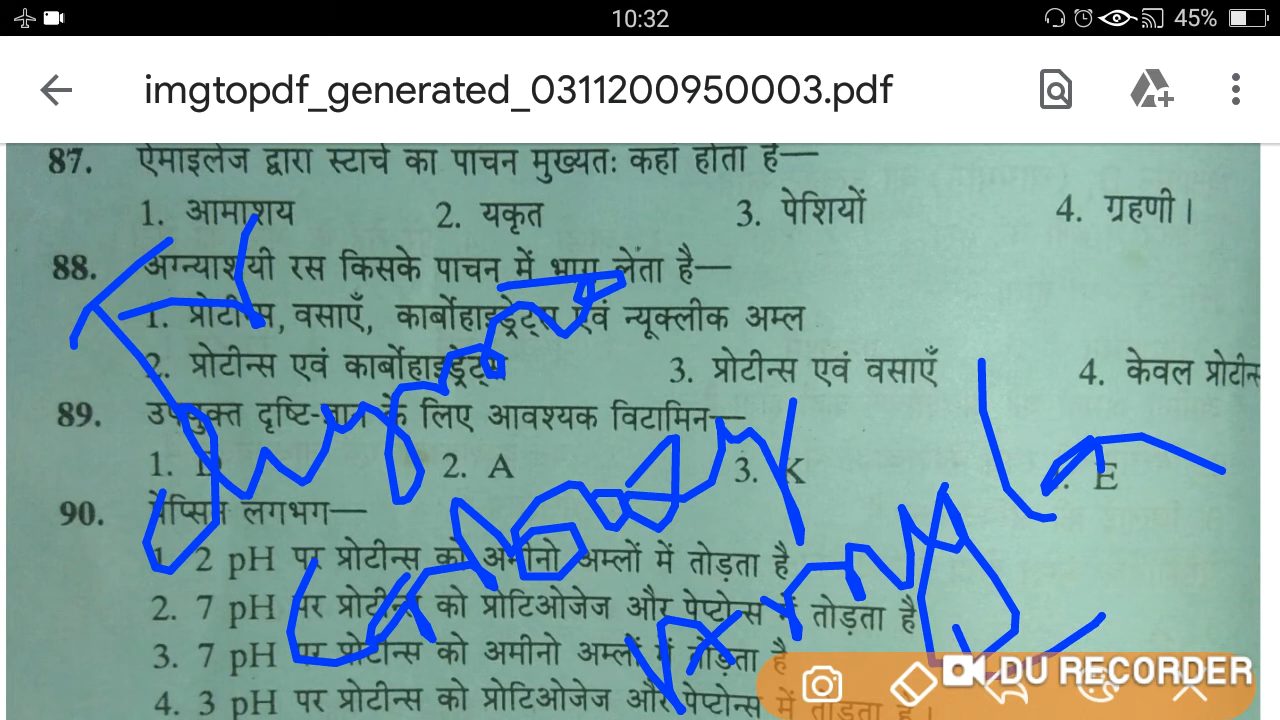 10:32
45%
imgtopdf_generated_0311200950003.pdf
87. ऐमाइलेज द्वारा स्टार्च का पाचन मुख्यतः कहा होता है—
1. आमाशय 2. यकृत 3. पेशियों 4. ग्रहणी।
88. अग्न्याशयी रस किसके पाचन में भाग लेता है—
1. प्रोटीन्स, वसाएँ, कार्बोहाइड्रेट्स एवं न्यूक्लीक अम्ल
2. प्रोटीन्स एवं कार्बोहाइड्रेट्स 3. प्रोटीन्स एवं वसाएँ 4. केवल प्रोटीन्स
89. उपयुक्त दृष्टि-ज्ञान के लिए आवश्यक विटामिन—
1. D 2. A 3. K 4. E
90. पेप्सिन लगभग—
1. 2 pH पर प्रोटीन्स को अमीनो अम्लों में तोड़ता है
2. 7 pH पर प्रोटीन्स को प्रोटिओजेज और पेप्टोन्स में तोड़ता है
3. 7 pH पर प्रोटीन्स को अमीनो अम्लों में तोड़ता है
4. 3 pH पर प्रोटीन्स को प्रोटिओजेज और पेप्टोन्स में तोड़ता है।
DU RECORDER